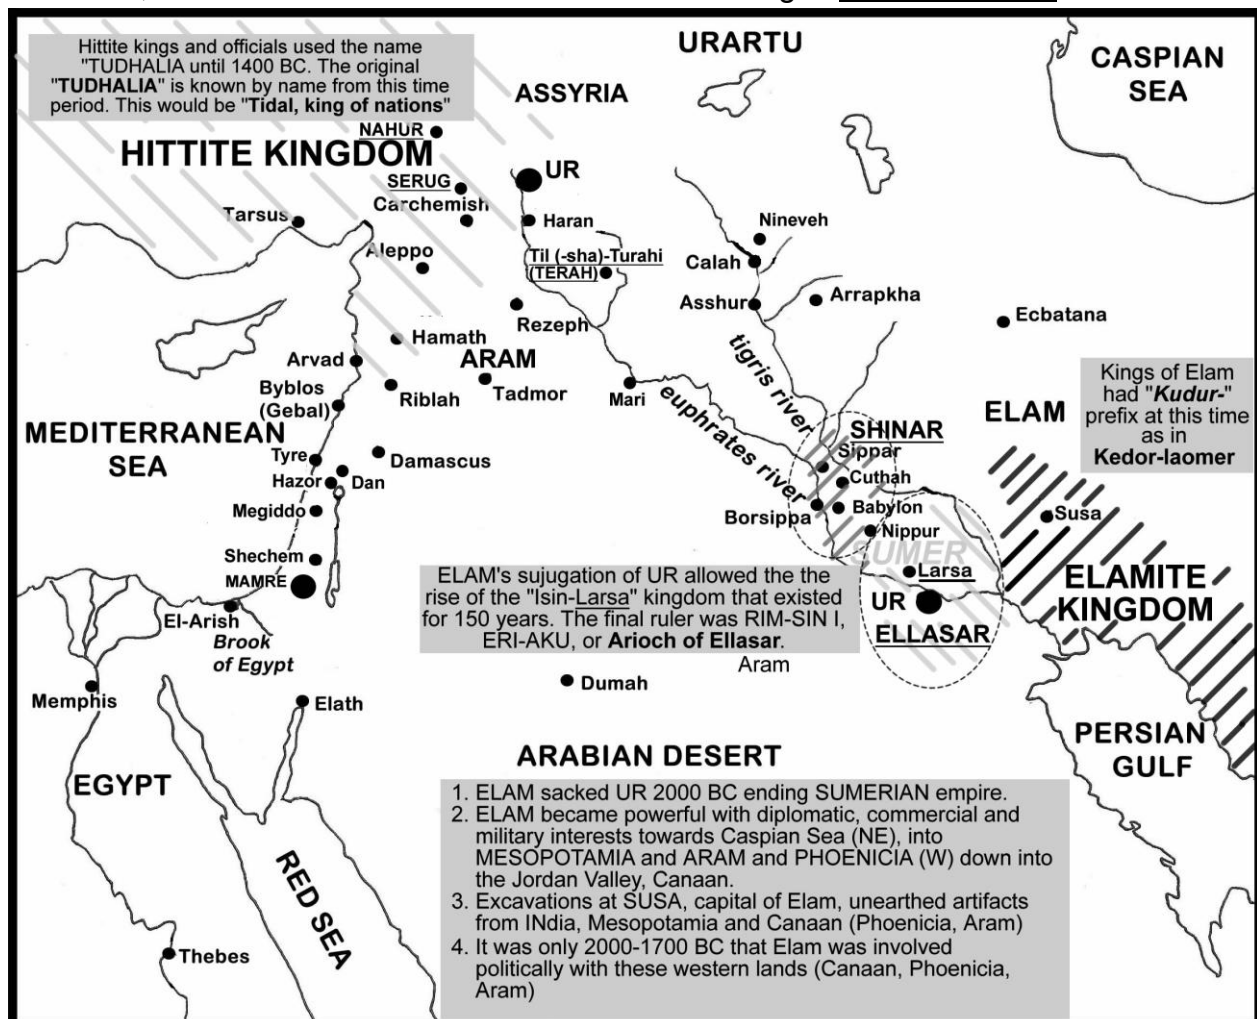 Hittite kings and officials used the name
"TUDHALIA until 1400 BC. The original
"TUDHALIA" is known by name from this time
period. This would be "Tidal, king of nations"
URARTU
CASPIAN
SEA
ASSYRIA
NAHUR
HITTITE KINGDOM
UR
SERUG
Carchemish
Tarsus
Haran
Nineveh
Aleppo
Til (-sha)-Turahi
(TERAH)
Calah
Asshur
Arrapkha
Rezeph
Ecbatana
Hamath
ARAM
Arvad
tigris river
Byblos
(Gebal)
Riblah
Tadmor
Mari
euphrates river
Kings of Elam
had "Kudur-"
prefix at this time
as in
Kedor-laomer
ELAM
MEDITERRANEAN
SEA
SHINAR
Sippar
Tyre
Damascus
Hazor
Dan
Cuthah
Megiddo
Borsippa
Babylon
Susa
Nippur
SUMER
Shechem
MAMRE
Larsa
ELAMITE
KINGDOM
ELAM's sujugation of UR allowed the the
rise of the "Isin-Larsa" kingdom that existed
for 150 years. The final ruler was RIM-SIN I,
ERI-AKU, or Arioch of Ellasar.
UR
ELLASAR
El-Arish
Brook
of Egypt
Aram
Memphis
Elath
Dumah
PERSIAN
GULF
ARABIAN DESERT
EGYPT
RED SEA
1. ELAM sacked UR 2000 BC ending SUMERIAN empire.
2. ELAM became powerful with diplomatic, commercial and
military interests towards Caspian Sea (NE), into
MESOPOTAMIA and ARAM and PHOENICIA (W) down into
the Jordan Valley, Canaan.
3. Excavations at SUSA, capital of Elam, unearthed artifacts
from INdia, Mesopotamia and Canaan (Phoenicia, Aram)
4. It was only 2000-1700 BC that Elam was involved
politically with these western lands (Canaan, Phoenicia,
Aram)
Thebes